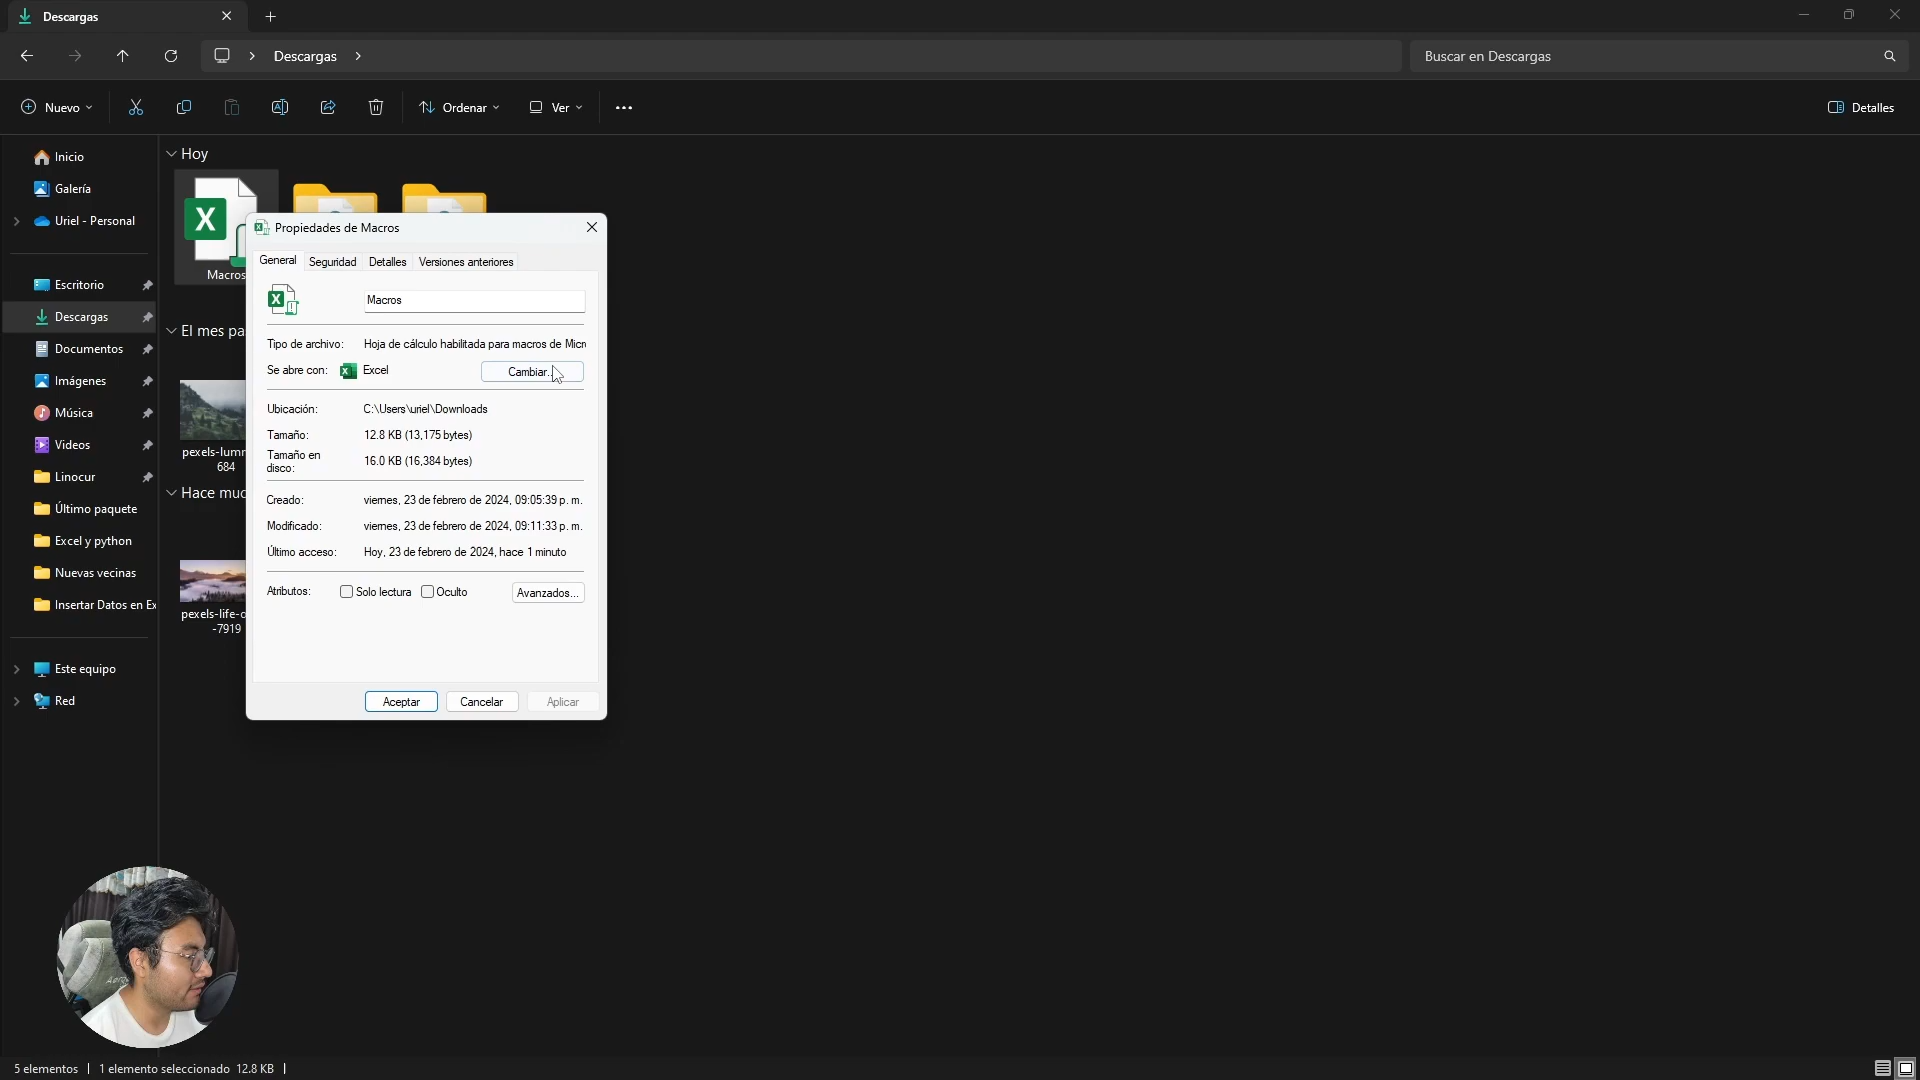 Descargas
Descargas
Buscar en Descargas
Nuevo
Ordenar
Ver
Detalles
Inicio
Galería
Uriel - Personal
Escritorio
Descargas
Documentos
Imágenes
Música
Videos
Linocur
Último paquete
Excel y python
Nuevas vecinas
Insertar Datos en Ex
Este equipo
Red
Hoy
Macros
El mes pa
pexels-lumn
684
Hace muc
pexels-life-o
-7919
Propiedades de Macros
General Seguridad Detalles Versiones anteriores
Macros
Tipo de archivo: Hoja de cálculo habilitada para macros de Micr
Se abre con: Excel Cambiar...
Ubicación: C:\Users\uriel\Downloads
Tamaño: 12.8 KB (13,175 bytes)
Tamaño en
disco: 16.0 KB (16,384 bytes)
Creado: viernes, 23 de febrero de 2024, 09:05:39 p. m.
Modificado: viernes, 23 de febrero de 2024, 09:11:33 p. m.
Último acceso: Hoy, 23 de febrero de 2024, hace 1 minuto
Atributos: Solo lectura Oculto Avanzados...
Aceptar Cancelar Aplicar
5 elementos 1 elemento seleccionado 12.8 KB